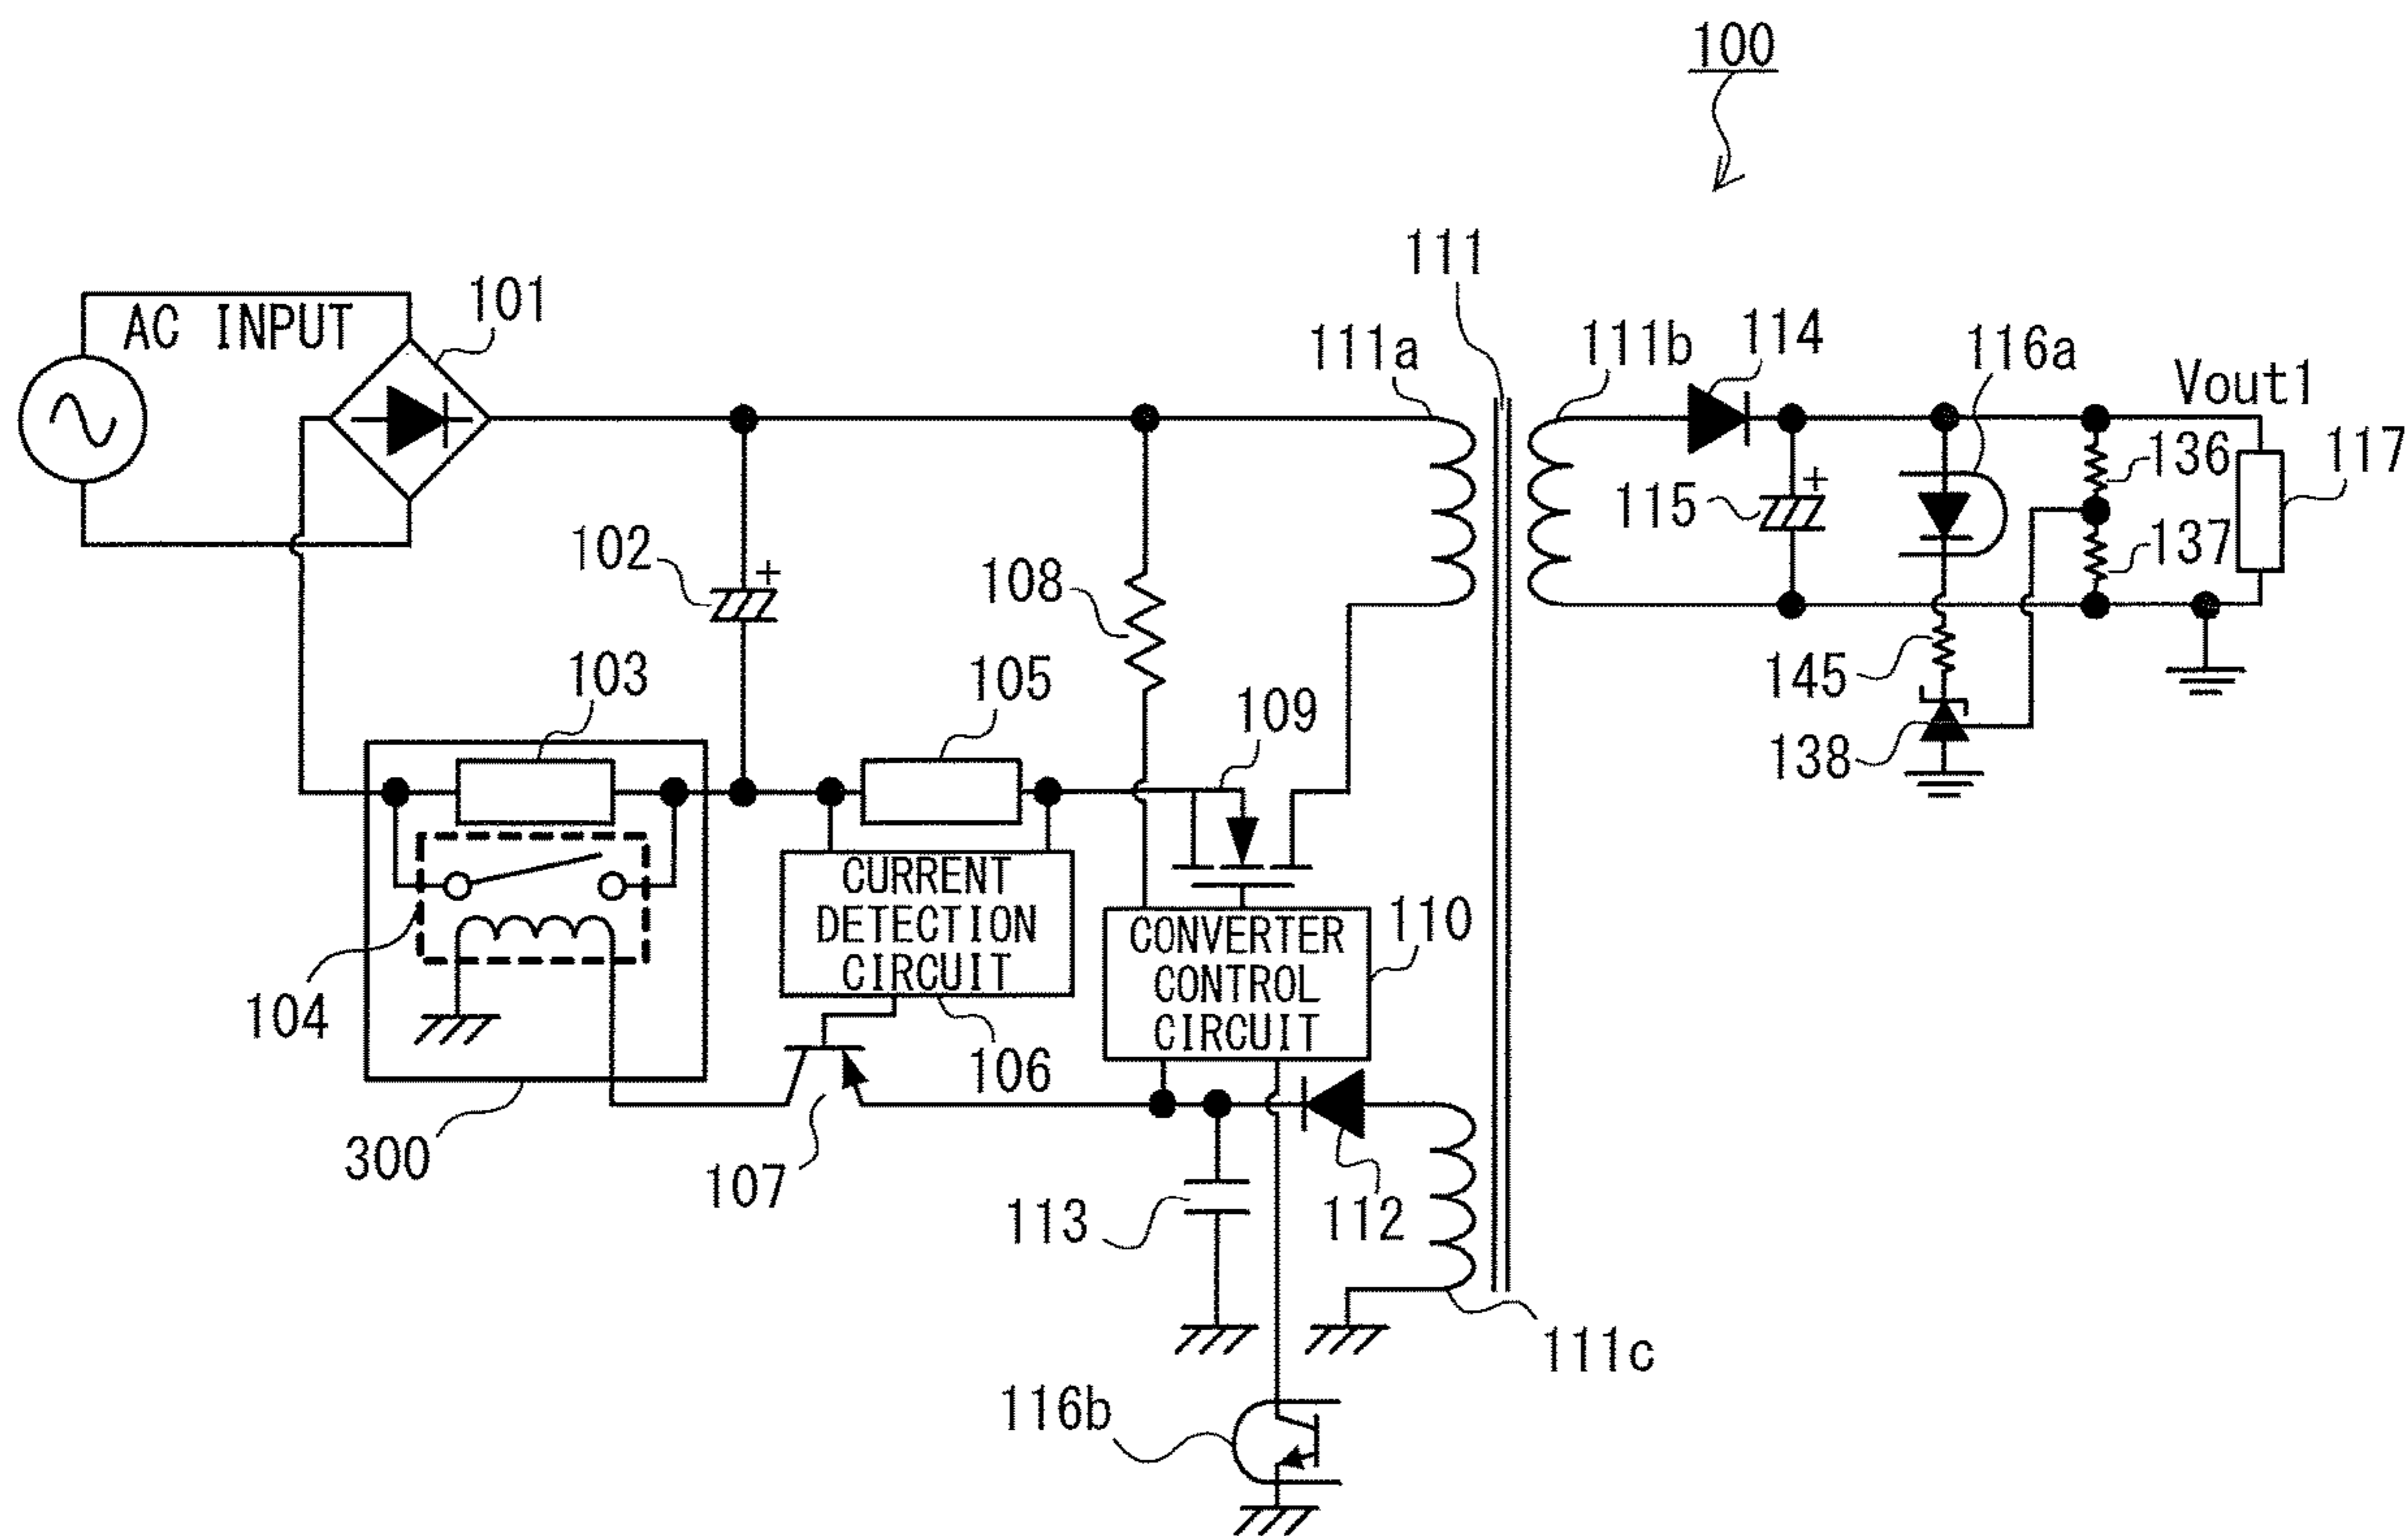 100
AC INPUT
101
111
111a
111b
114
116a
Vout1
136
117
115
137
102
108
103
105
109
145
138
CURRENT
DETECTION
CIRCUIT
CONVERTER
CONTROL
CIRCUIT
110
104
106
300
107
113
112
111c
116b
+
+